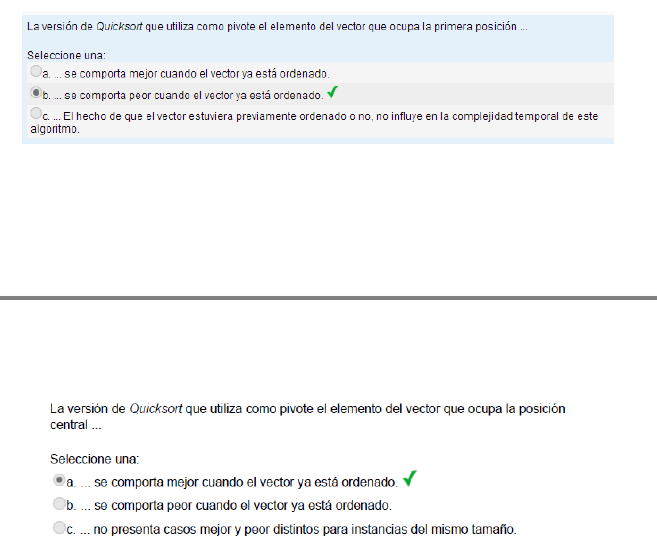 La versión de Quicksort que utiliza como pivote el elemento del vector que ocupa la primera posición ...
Seleccione una:
a. ... se comporta mejor cuando el vector ya está ordenado.
b. ... se comporta peor cuando el vector ya está ordenado.
c. ... El hecho de que el vector estuviera previamente ordenado o no, no influye en la complejidad temporal de este
algoritmo.
La versión de Quicksort que utiliza como pivote el elemento del vector que ocupa la posición
central ...
Seleccione una:
a. ... se comporta mejor cuando el vector ya está ordenado.
b. ... se comporta peor cuando el vector ya está ordenado.
c. ... no presenta casos mejor y peor distintos para instancias del mismo tamaño.